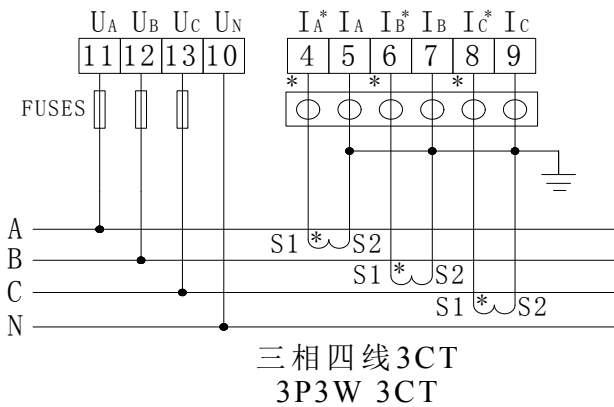 UA UB UC UN IA* IA IB* IB IC* IC
11 12 13 10 4 5 6 7 8 9
* * *
FUSES
A
S1 * S2
B
S1 * S2
C
S1 * S2
N
三相四线3CT
3P3W 3CT